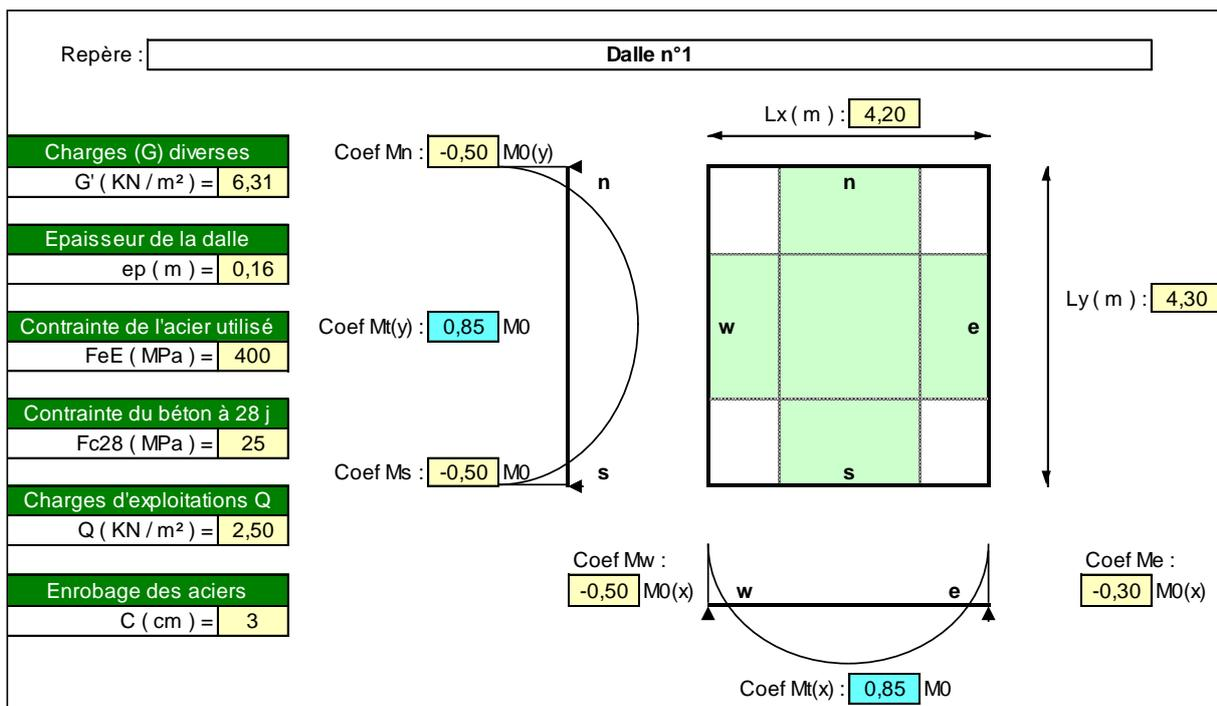 Repère : Dalle n°1
Lx ( m ) : 4,20
Charges (G) diverses
G' ( KN / m² ) = 6,31
Coef Mn : -0,50 M0(y)
n
n
Epaisseur de la dalle
ep ( m ) = 0,16
Ly ( m ) : 4,30
Contrainte de l'acier utilisé
FeE ( MPa ) = 400
Coef Mt(y) : 0,85 M0
w
e
Contrainte du béton à 28 j
Fc28 ( MPa ) = 25
Coef Ms : -0,50 M0
s
s
Charges d'exploitations Q
Q ( KN / m² ) = 2,50
Coef Mw :
-0,50 M0(x)
w
e
Coef Me :
-0,30 M0(x)
Enrobage des aciers
C ( cm ) = 3
Coef Mt(x) : 0,85 M0